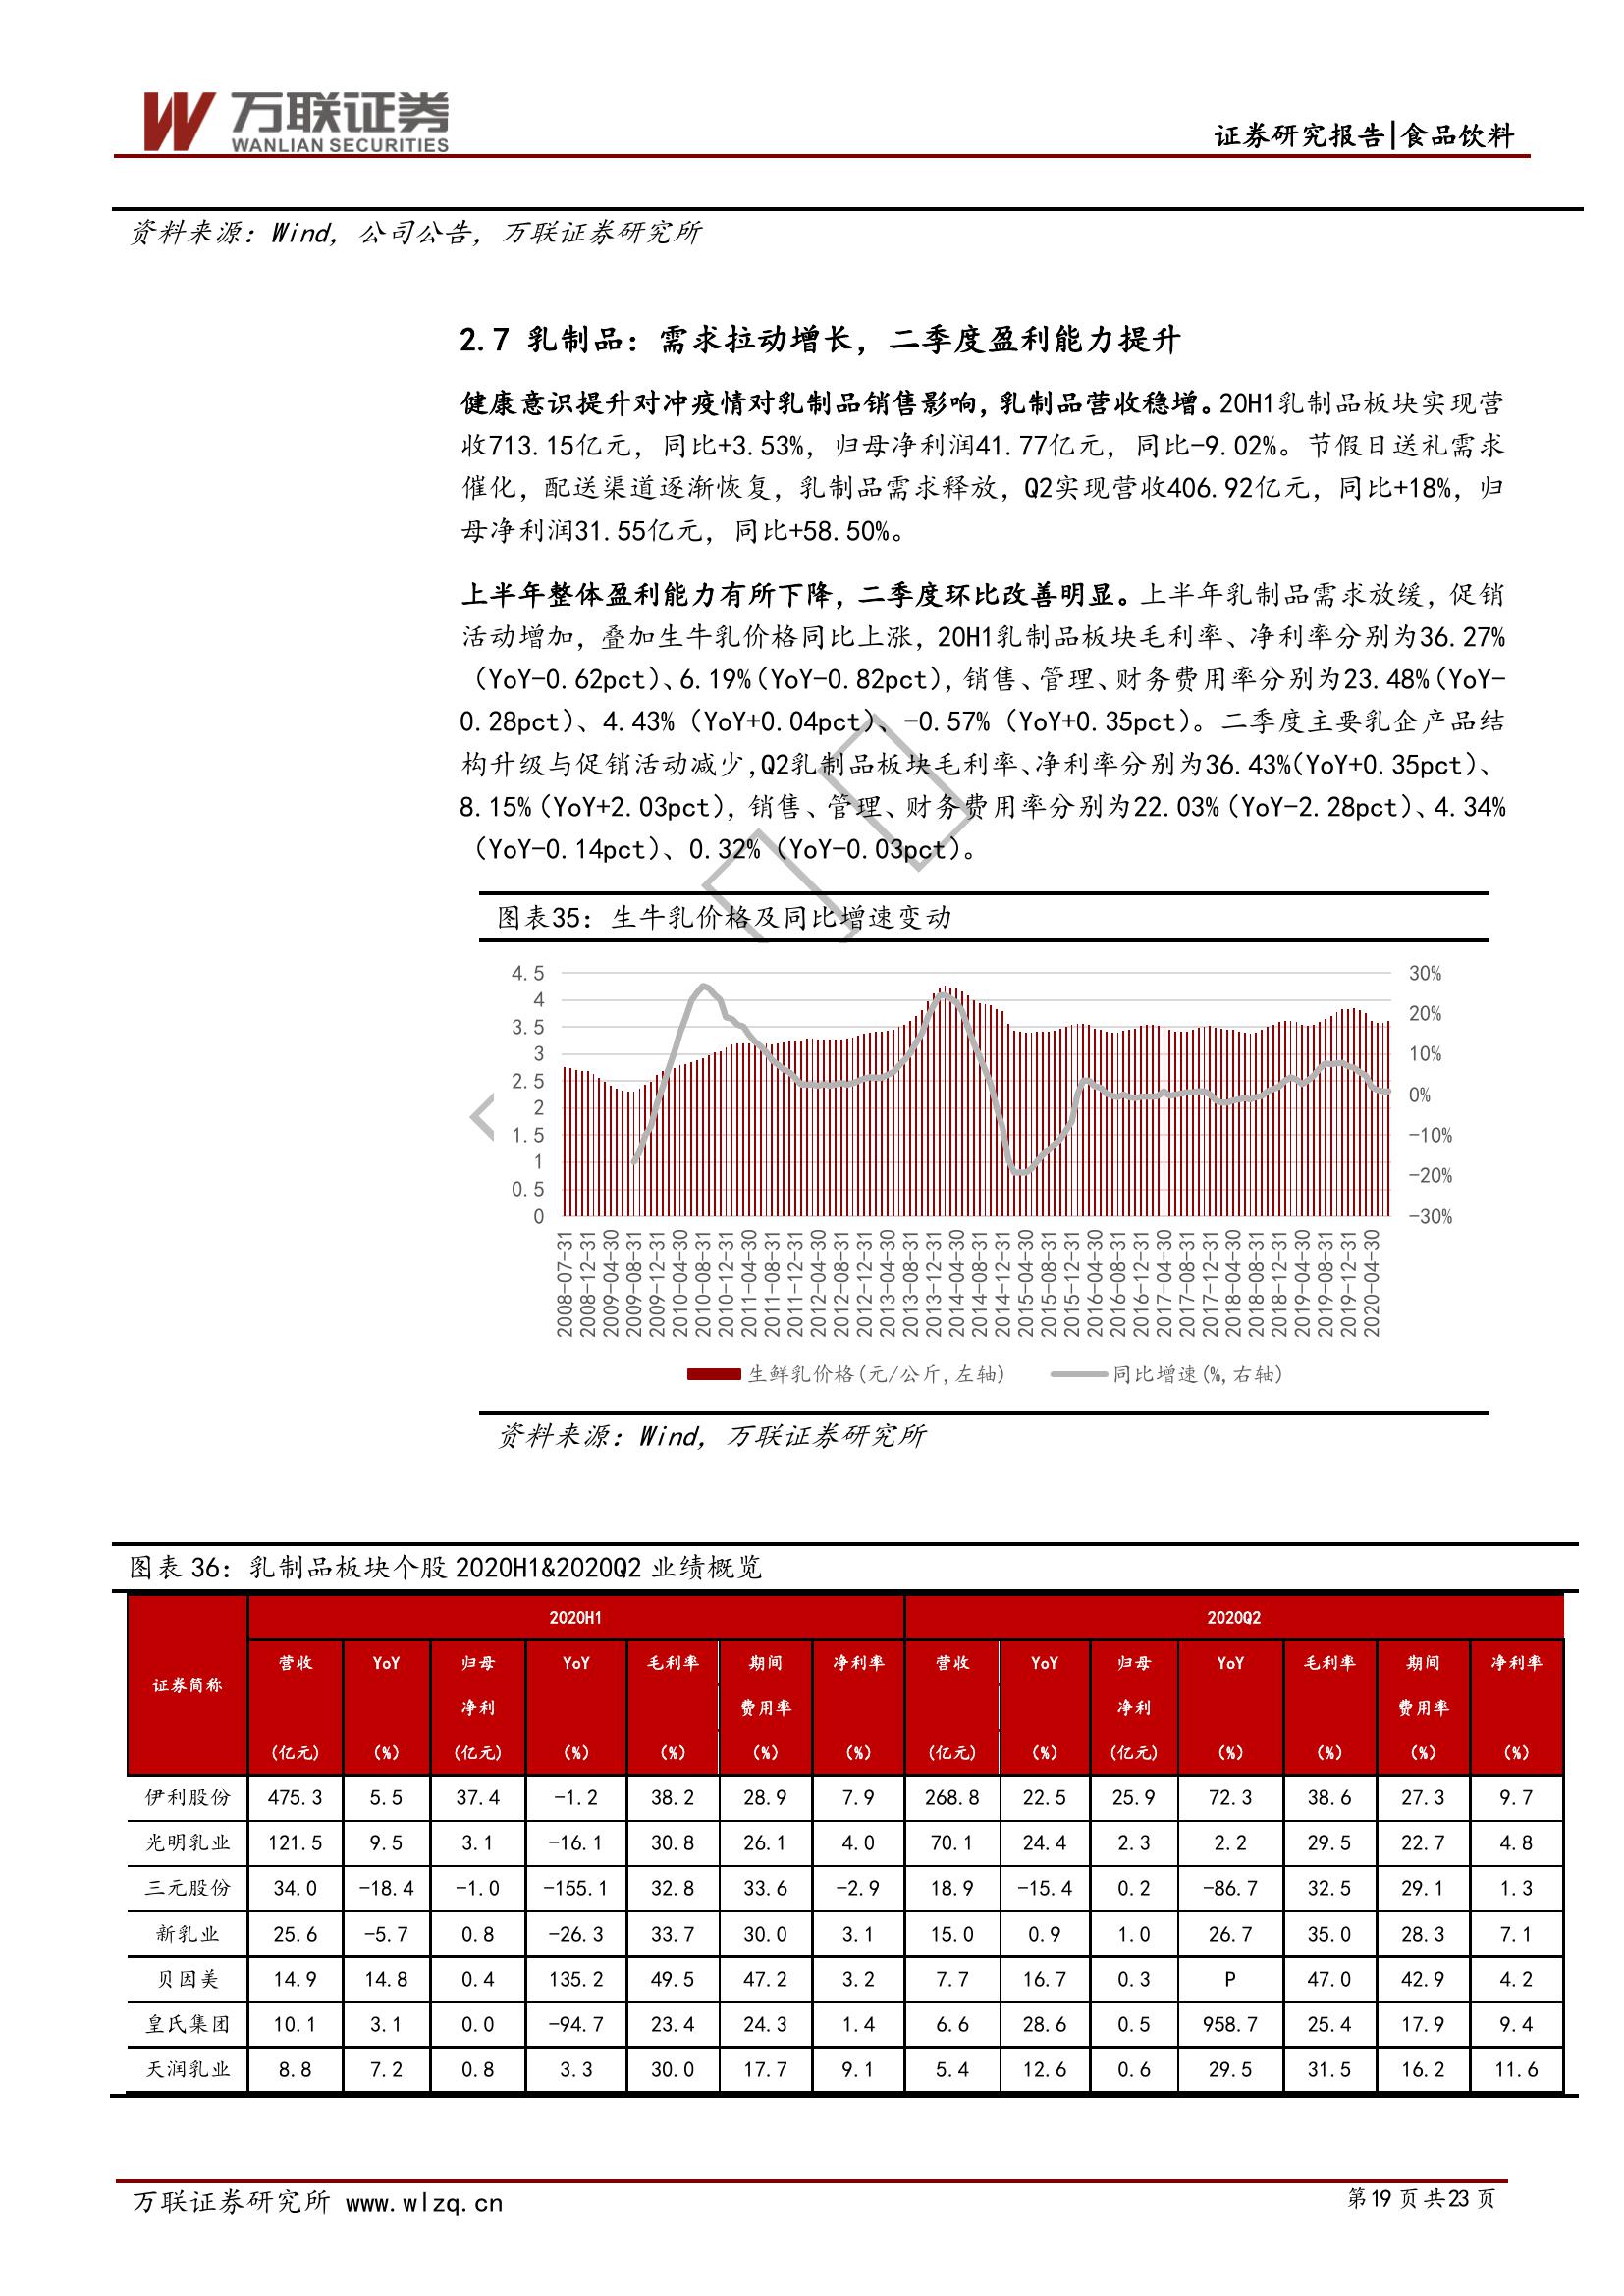 万联证券
WANLIAN SECURITIES
证券研究报告|食品饮料
资料来源：Wind，公司公告，万联证券研究所
2.7 乳制品：需求拉动增长，二季度盈利能力提升
健康意识提升对冲疫情对乳制品销售影响，乳制品营收稳增。20H1乳制品板块实现营
收713.15亿元，同比+3.53%，归母净利润41.77亿元，同比-9.02%。节假日送礼需求
催化，配送渠道逐渐恢复，乳制品需求释放，Q2实现营收406.92亿元，同比+18%，归
母净利润31.55亿元，同比+58.50%。
上半年整体盈利能力有所下降，二季度环比改善明显。上半年乳制品需求放缓，促销
活动增加，叠加生牛乳价格同比上涨，20H1乳制品板块毛利率、净利率分别为36.27%
（YoY-0.62pct）、6.19%（YoY-0.82pct），销售、管理、财务费用率分别为23.48%（YoY-
0.28pct）、4.43%（YoY+0.04pct）、-0.57%（YoY+0.35pct）。二季度主要乳企产品结
构升级与促销活动减少，Q2乳制品板块毛利率、净利率分别为36.43%（YoY+0.35pct）、
8.15%（YoY+2.03pct），销售、管理、财务费用率分别为22.03%（YoY-2.28pct）、4.34%
（YoY-0.14pct）、0.32%（YoY-0.03pct）。
图表35：生牛乳价格及同比增速变动
4.5 30%
4 20%
3.5 10%
3 0%
2.5 -10%
2 -20%
1.5 -30%
1
0.5
0
2008-07-31 2008-12-31 2009-04-30 2009-08-31 2009-12-31 2010-04-30 2010-08-31 2010-12-31 2011-04-30 2011-08-31 2011-12-31 2012-04-30 2012-08-31 2012-12-31 2013-04-30 2013-08-31 2013-12-31 2014-04-30 2014-08-31 2014-12-31 2015-04-30 2015-08-31 2015-12-31 2016-04-30 2016-08-31 2016-12-31 2017-04-30 2017-08-31 2017-12-31 2018-04-30 2018-08-31 2018-12-31 2019-04-30 2019-08-31 2019-12-31 2020-04-30
生鲜乳价格(元/公斤,左轴) 同比增速(%,右轴)
资料来源：Wind，万联证券研究所
图表 36：乳制品板块个股 2020H1&2020Q2 业绩概览
证券简称 2020H1 2020Q2
营收 YoY 归母 YoY 毛利率 期间 净利率 营收 YoY 归母 YoY 毛利率 期间 净利率
净利 费用率 净利 费用率
(亿元) (%) (亿元) (%) (%) (%) (%) (亿元) (%) (亿元) (%) (%) (%) (%)
伊利股份 475.3 5.5 37.4 -1.2 38.2 28.9 7.9 268.8 22.5 25.9 72.3 38.6 27.3 9.7
光明乳业 121.5 9.5 3.1 -16.1 30.8 26.1 4.0 70.1 24.4 2.3 2.2 29.5 22.7 4.8
三元股份 34.0 -18.4 -1.0 -155.1 32.8 33.6 -2.9 18.9 -15.4 0.2 -86.7 32.5 29.1 1.3
新乳业 25.6 -5.7 0.8 -26.3 33.7 30.0 3.1 15.0 0.9 1.0 26.7 35.0 28.3 7.1
贝因美 14.9 14.8 0.4 135.2 49.5 47.2 3.2 7.7 16.7 0.3 P 47.0 42.9 4.2
皇氏集团 10.1 3.1 0.0 -94.7 23.4 24.3 1.4 6.6 28.6 0.5 958.7 25.4 17.9 9.4
天润乳业 8.8 7.2 0.8 3.3 30.0 17.7 9.1 5.4 12.6 0.6 29.5 31.5 16.2 11.6
万联证券研究所 www.wlzq.cn
第19 页 共23 页